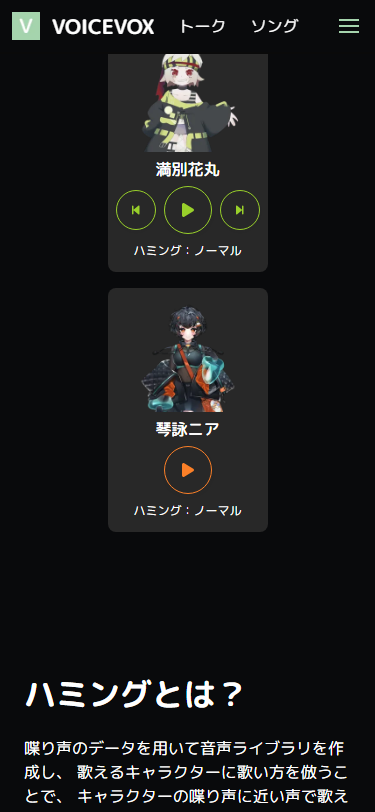 V VOICEVOX トーク ソング
満別花丸
ハミング：ノーマル
琴詠ニア
ハミング：ノーマル
ハミングとは？
喋り声のデータを用いて音声ライブラリを作
成し、 歌えるキャラクターに歌い方を倣うこ
とで、 キャラクターの喋り声に近い声で歌え